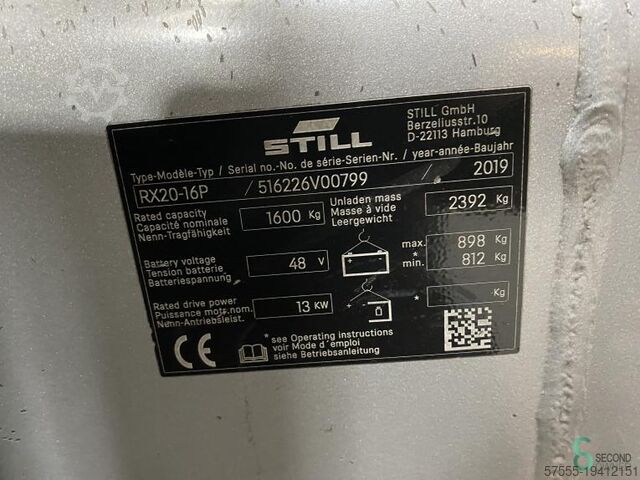 STILL
STILL GmbH
Berzeliusstr.10
D-22113 Hamburg
Type-Modèle-Typ / Serial no.-No. de série-Serien-Nr. / year-année-Baujahr
RX20-16P / 516226V00799 / 2019
Rated capacity
Capacité nominale
Nenn-Tragfähigkeit
1600 Kg
Unladen mass
Masse à vide
Leergewicht
2392 Kg
Battery voltage
Tension batterie
Batteriespannung
48 V
max. 898 Kg
* min. 812 Kg
Rated drive power
Puissance motr. nom.
Nenn-Antriebsleist.
13 KW
* Kg
CE
*see Operating instructions
voir Mode d'emploi
siehe Betriebsanleitung
6 SECOND
57555-19412151